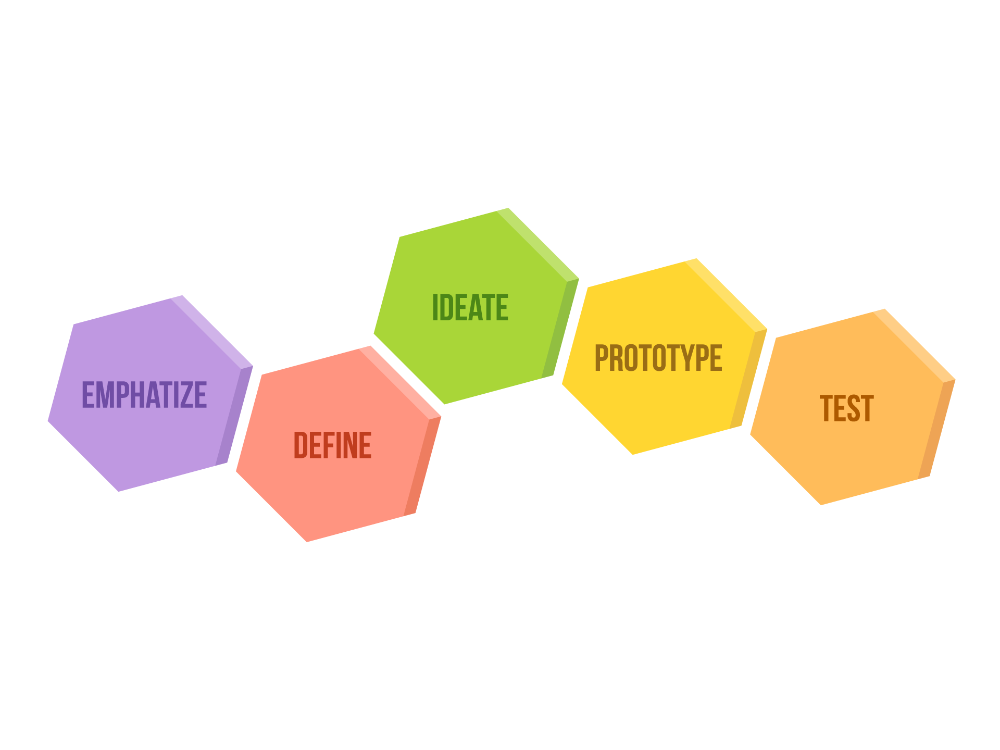 EMPHATIZE
DEFINE
IDEATE
PROTOTYPE
TEST